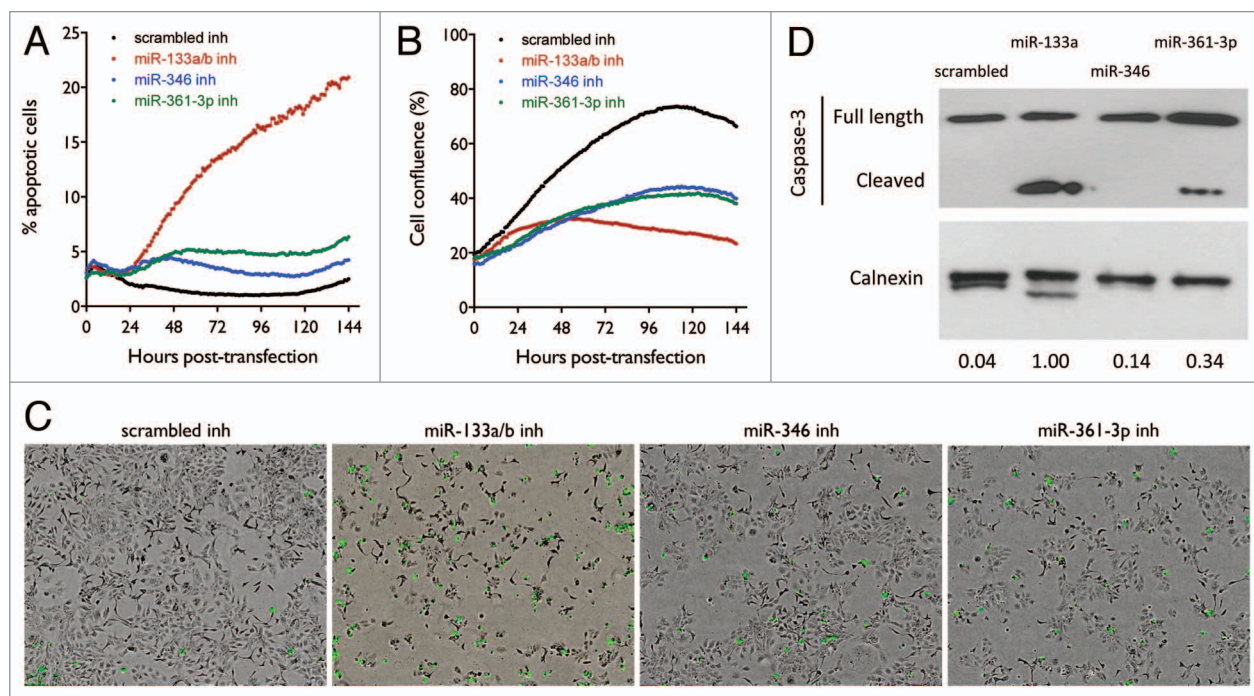 A
25
20
15
10
5
0
% apoptotic cells
scrambled inh
miR-133a/b inh
miR-346 inh
miR-361-3p inh
0 24 48 72 96 120 144
Hours post-transfection
B
100
80
60
40
20
0
Cell confluence (%)
scrambled inh
miR-133a/b inh
miR-346 inh
miR-361-3p inh
0 24 48 72 96 120 144
Hours post-transfection
D
miR-133a miR-361-3p
scrambled miR-346
Caspase-3
Full length
Cleaved
Calnexin
0.04 1.00 0.14 0.34
C
scrambled inh miR-133a/b inh miR-346 inh miR-361-3p inh